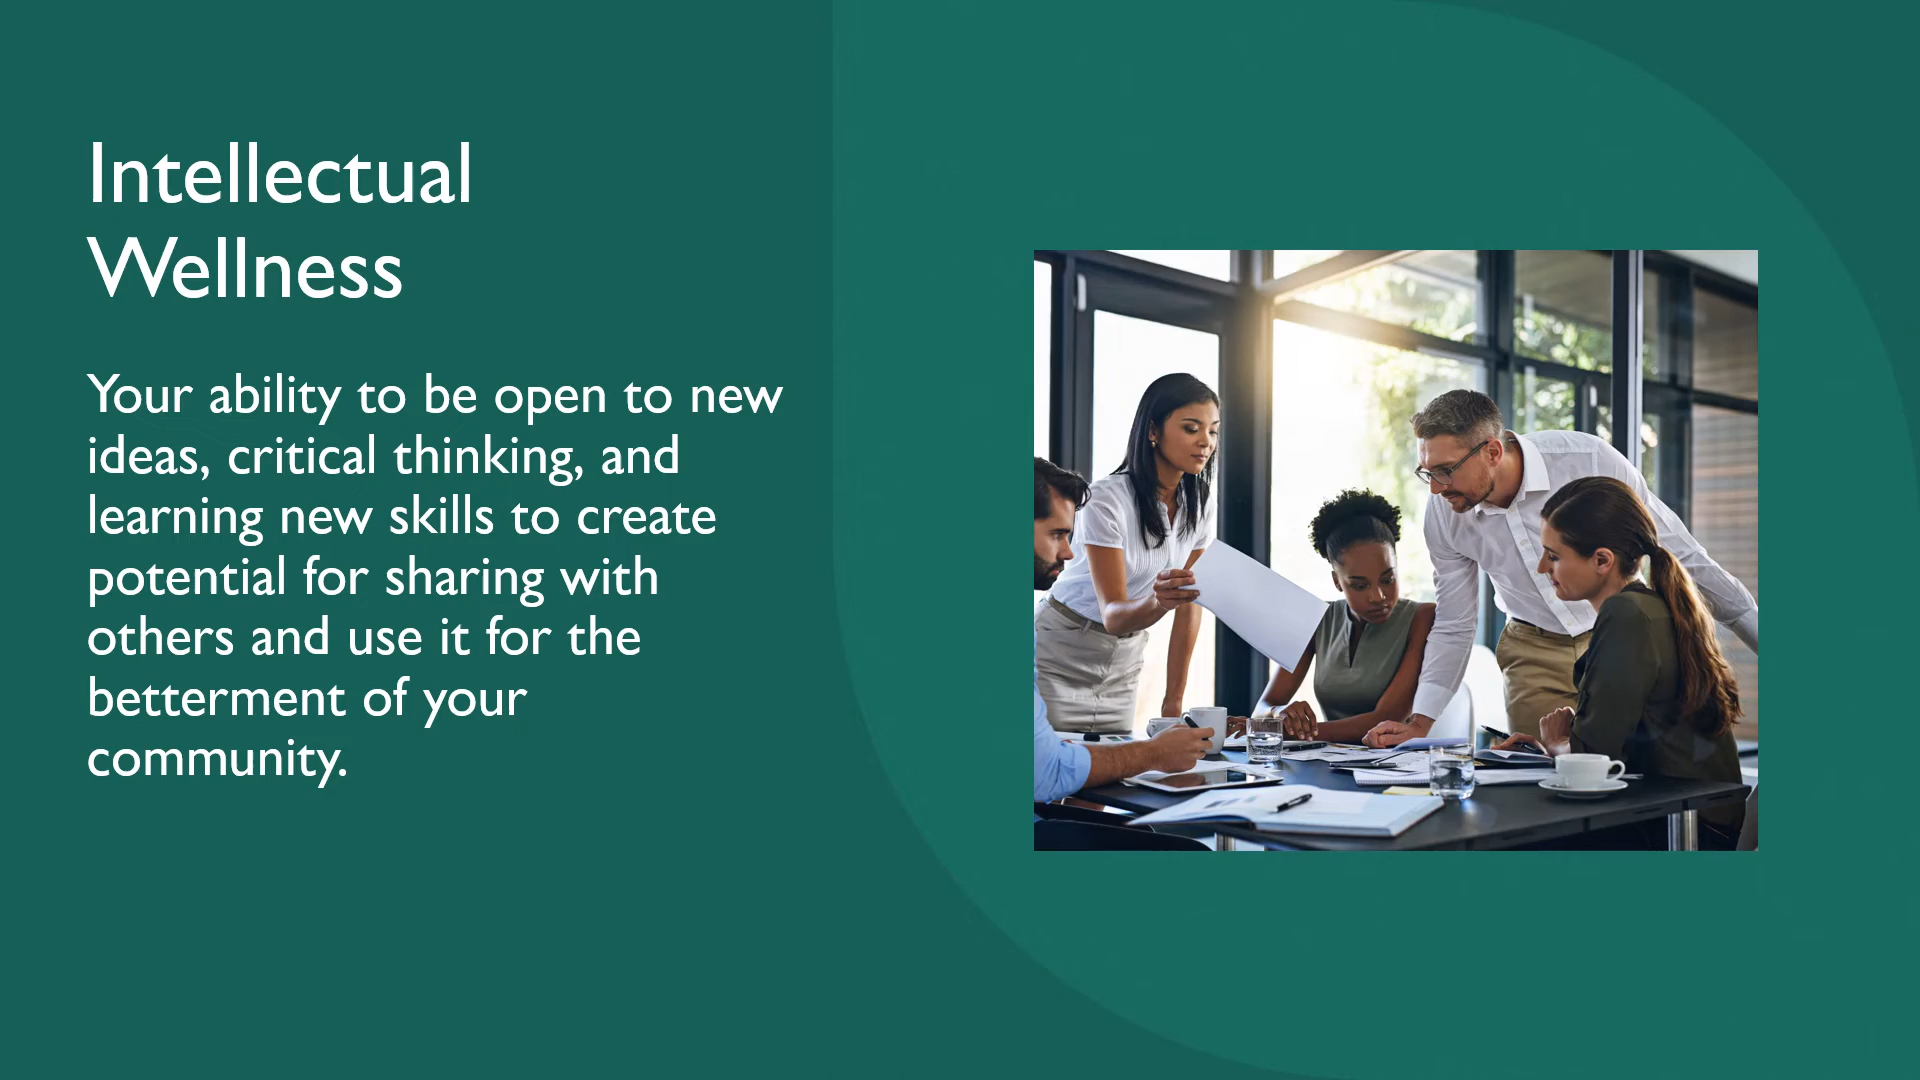 Intellectual
Wellness
Your ability to be open to new
ideas, critical thinking, and
learning new skills to create
potential for sharing with
others and use it for the
betterment of your
community.